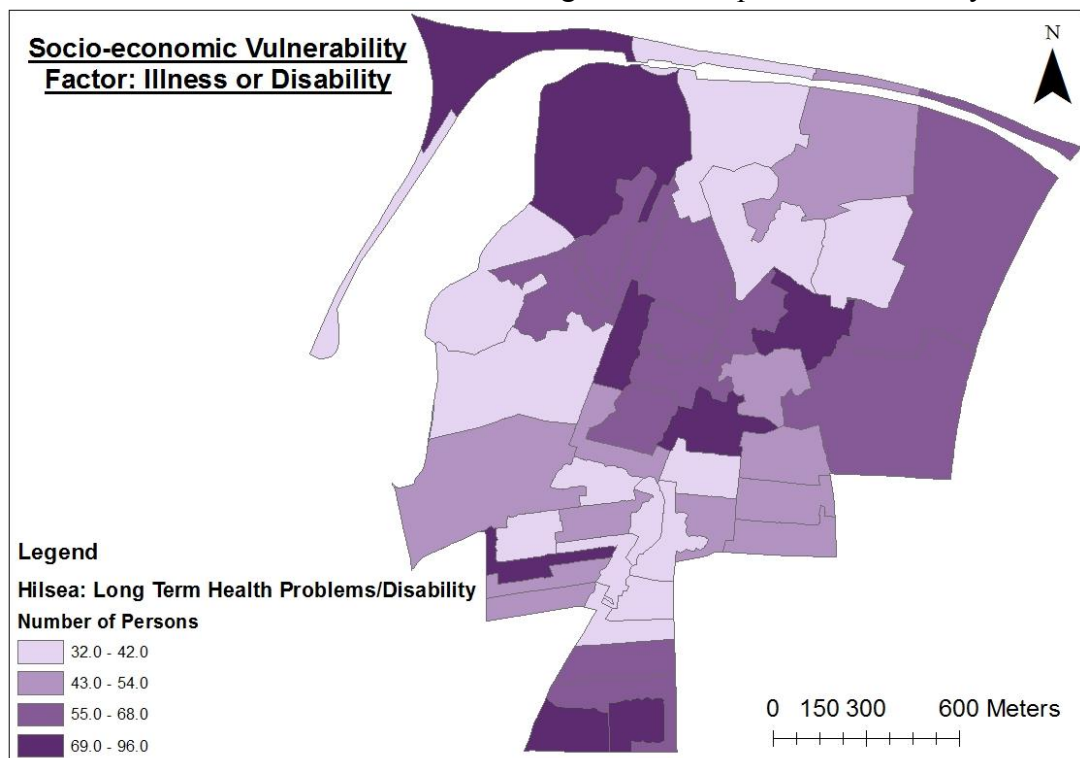 Socio-economic Vulnerability
Factor: Illness or Disability
N
Legend
Hilsea: Long Term Health Problems/Disability
Number of Persons
32.0 - 42.0
43.0 - 54.0
55.0 - 68.0
69.0 - 96.0
0 150 300 600 Meters